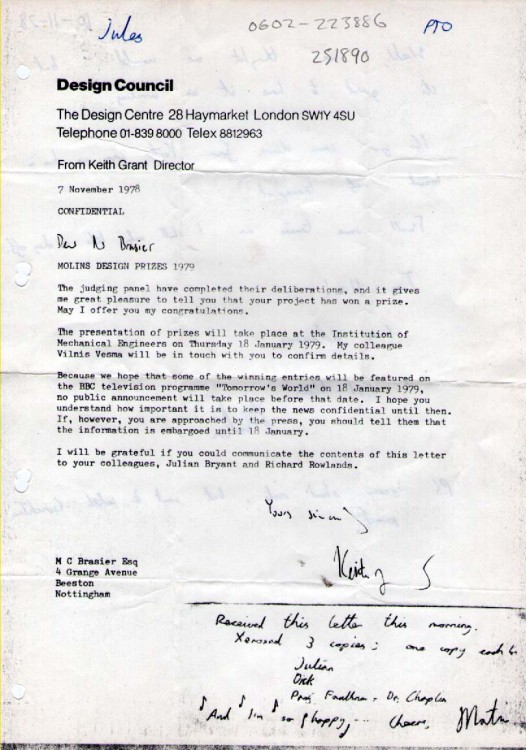 Jules
0602-223886
PTO
251890
Design Council
The Design Centre 28 Haymarket London SW1Y 4SU
Telephone 01-839 8000 Telex 8812963
From Keith Grant Director
7 November 1978
CONFIDENTIAL
Dear Mr Brasier
MOLINS DESIGN PRIZES 1979
The judging panel have completed their deliberations, and it gives
me great pleasure to tell you that your project has won a prize.
May I offer you my congratulations.
The presentation of prizes will take place at the Institution of
Mechanical Engineers on Thursday 18 January 1979. My colleague
Vilnis Vesma will be in touch with you to confirm details.
Because we hope that some of the winning entries will be featured on
the BBC television programme "Tomorrow's World" on 18 January 1979,
no public announcement will take place before that date. I hope you
understand how important it is to keep the news confidential until then.
If, however, you are approached by the press, you should tell them that
the information is embargoed until 18 January.
I will be grateful if you could communicate the contents of this letter
to your colleagues, Julian Bryant and Richard Rowlands.
Yours sincerely
Keith
M C Brasier Esq
4 Grange Avenue
Beeston
Nottingham
Received this letter this morning.
Xeroxed 3 copies; one copy each to
Julian
Dick
Prof. Faulkner + Dr. Chaplin
♪ And ♪ I'm so ♪ happy, ... Cheers, Martin